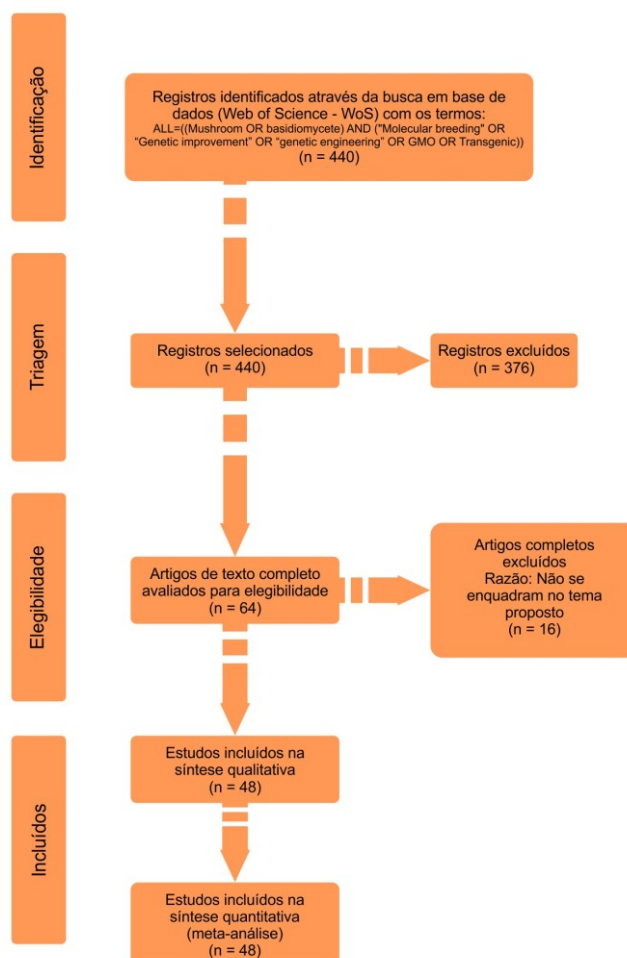 Identificação
Registros identificados através da busca em base de
dados (Web of Science - WoS) com os termos:
ALL=((Mushroom OR basidiomycete) AND ("Molecular breeding" OR
“Genetic improvement” OR “genetic engineering” OR GMO OR Transgenic))
(n = 440)
Triagem
Registros selecionados
(n = 440)
Registros excluídos
(n = 376)
Elegibilidade
Artigos de texto completo
avaliados para elegibilidade
(n = 64)
Artigos completos
excluídos
Razão: Não se
enquadram no tema
proposto
(n = 16)
Incluídos
Estudos incluídos na
síntese qualitativa
(n = 48)
Estudos incluídos na
síntese quantitativa
(meta-análise)
(n = 48)